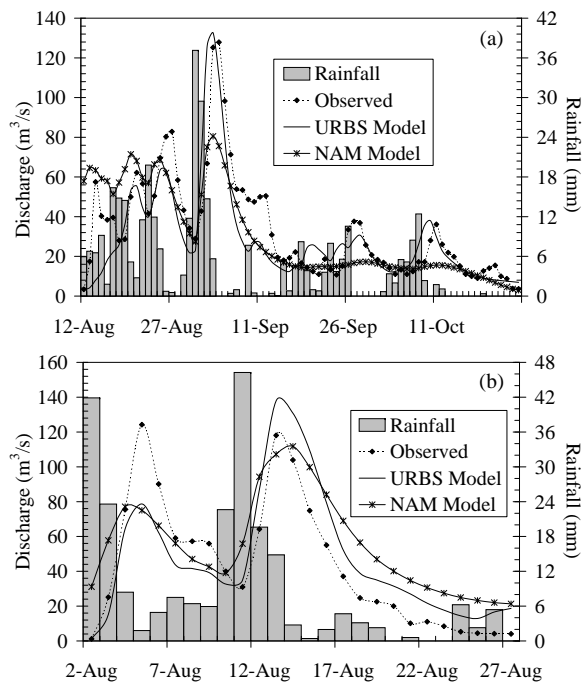 (a)
Discharge (m³/s)
Rainfall (mm)
140 120 100 80 60 40 20 0
42 36 30 24 18 12 6 0
Rainfall
Observed
URBS Model
NAM Model
12-Aug 27-Aug 11-Sep 26-Sep 11-Oct
(b)
Discharge (m³/s)
Rainfall (mm)
160 140 120 100 80 60 40 20 0
48 42 36 30 24 18 12 6 0
Rainfall
Observed
URBS Model
NAM Model
2-Aug 7-Aug 12-Aug 17-Aug 22-Aug 27-Aug